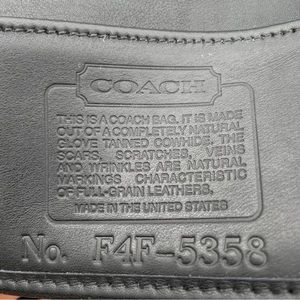 COACH
THIS IS A COACH BAG. IT IS MADE
OUT OF A COMPLETELY NATURAL
GLOVE TANNED COWHIDE. THE
SCARS, SCRATCHES, VEINS
AND WRINKLES ARE NATURAL
MARKINGS CHARACTERISTIC
OF FULL-GRAIN LEATHERS.
MADE IN THE UNITED STATES
No. F4F-5358